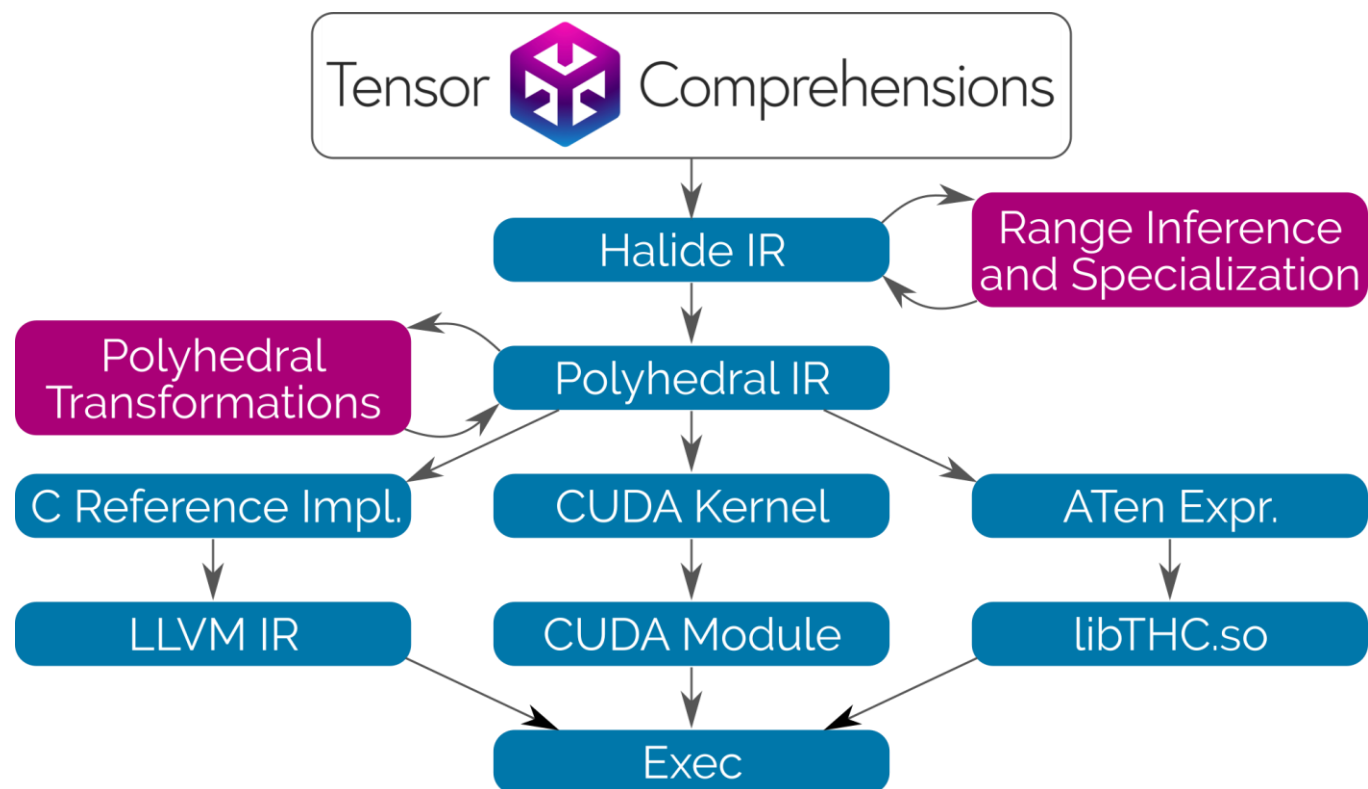 Tensor Comprehensions
Halide IR
Range Inference
and Specialization
Polyhedral
Transformations
Polyhedral IR
C Reference Impl.
CUDA Kernel
ATen Expr.
LLVM IR
CUDA Module
libTHC.so
Exec